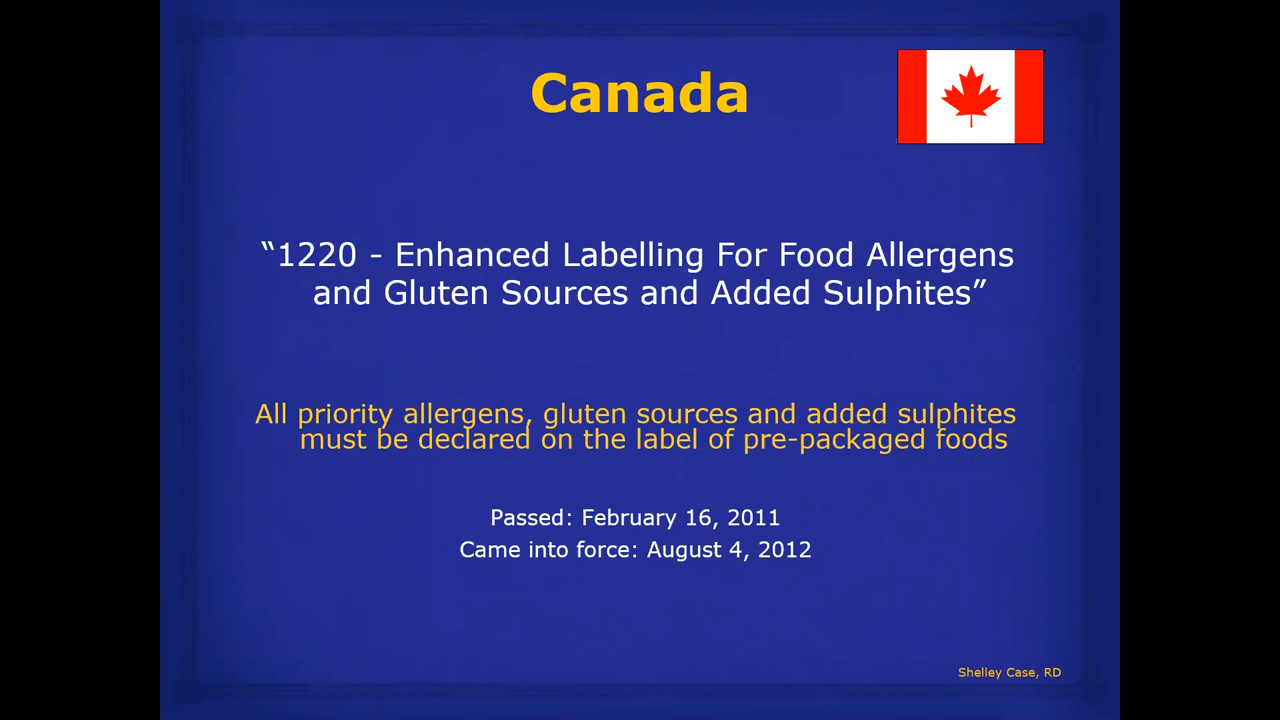 Canada
“1220 - Enhanced Labelling For Food Allergens
and Gluten Sources and Added Sulphites”
All priority allergens, gluten sources and added sulphites
must be declared on the label of pre-packaged foods
Passed: February 16, 2011
Came into force: August 4, 2012
Shelley Case, RD